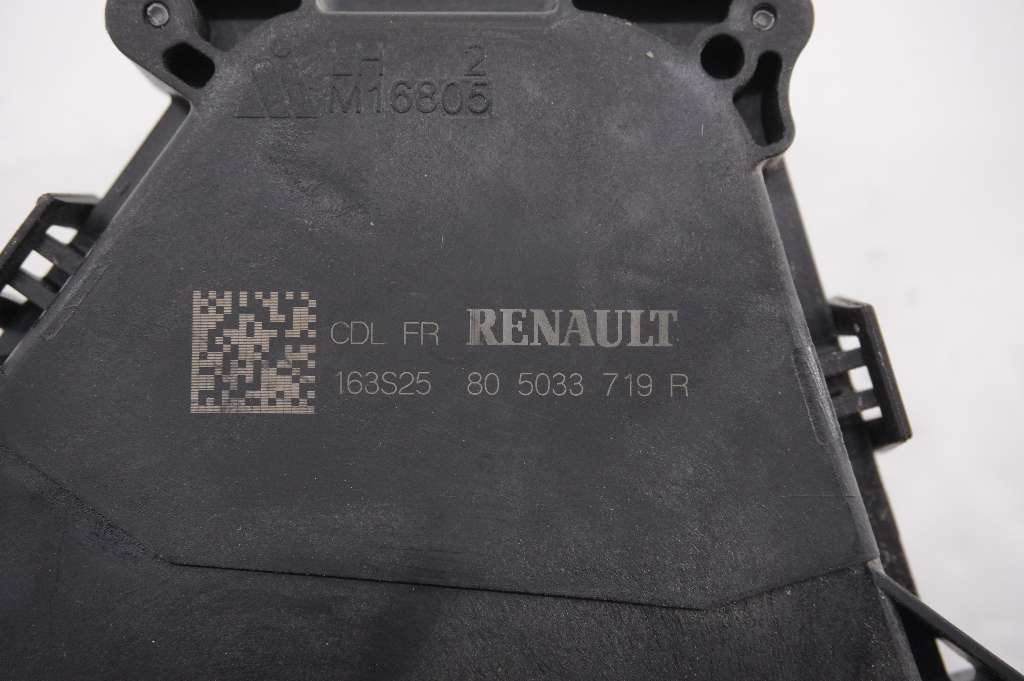 LH 2
M16805
CDL FR RENAULT
163S25 80 5033 719 R